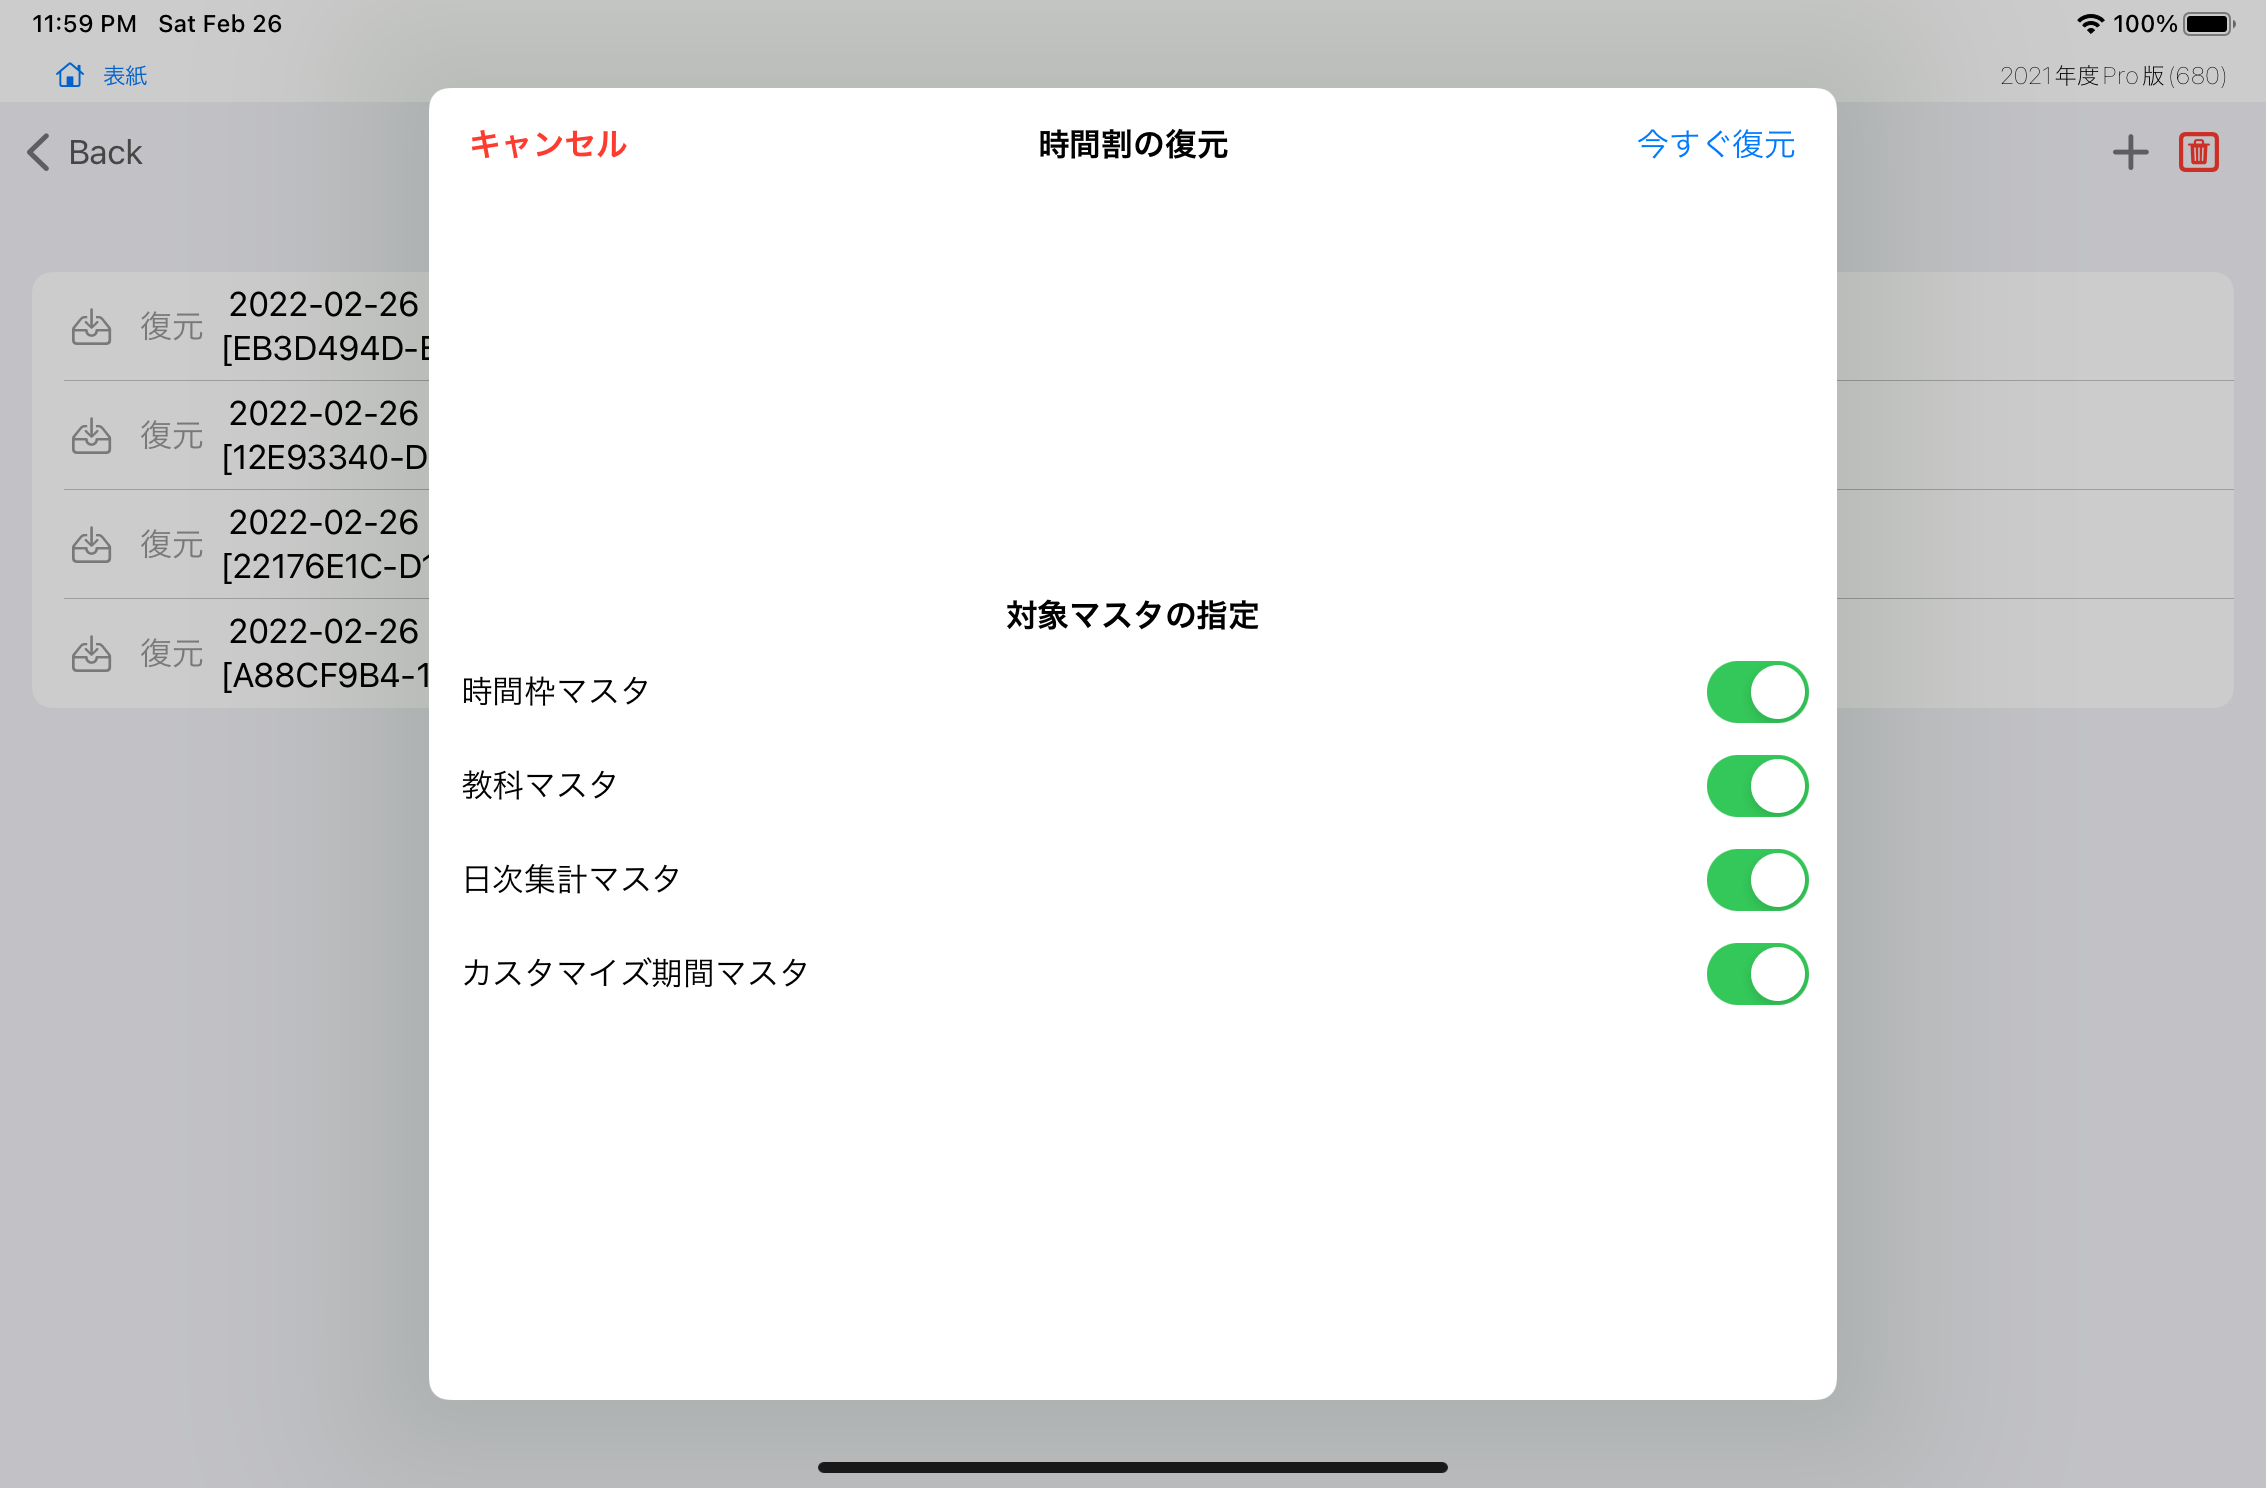 11:59 PM Sat Feb 26
100%
表紙
2021年度Pro版(680)
Back
キャンセル
時間割の復元
今すぐ復元
復元
2022-02-26
[EB3D494D-
復元
2022-02-26
[12E93340-D
復元
2022-02-26
[22176E1C-D1
復元
2022-02-26
[A88CF9B4-1
対象マスタの指定
時間枠マスタ
教科マスタ
日次集計マスタ
カスタマイズ期間マスタ